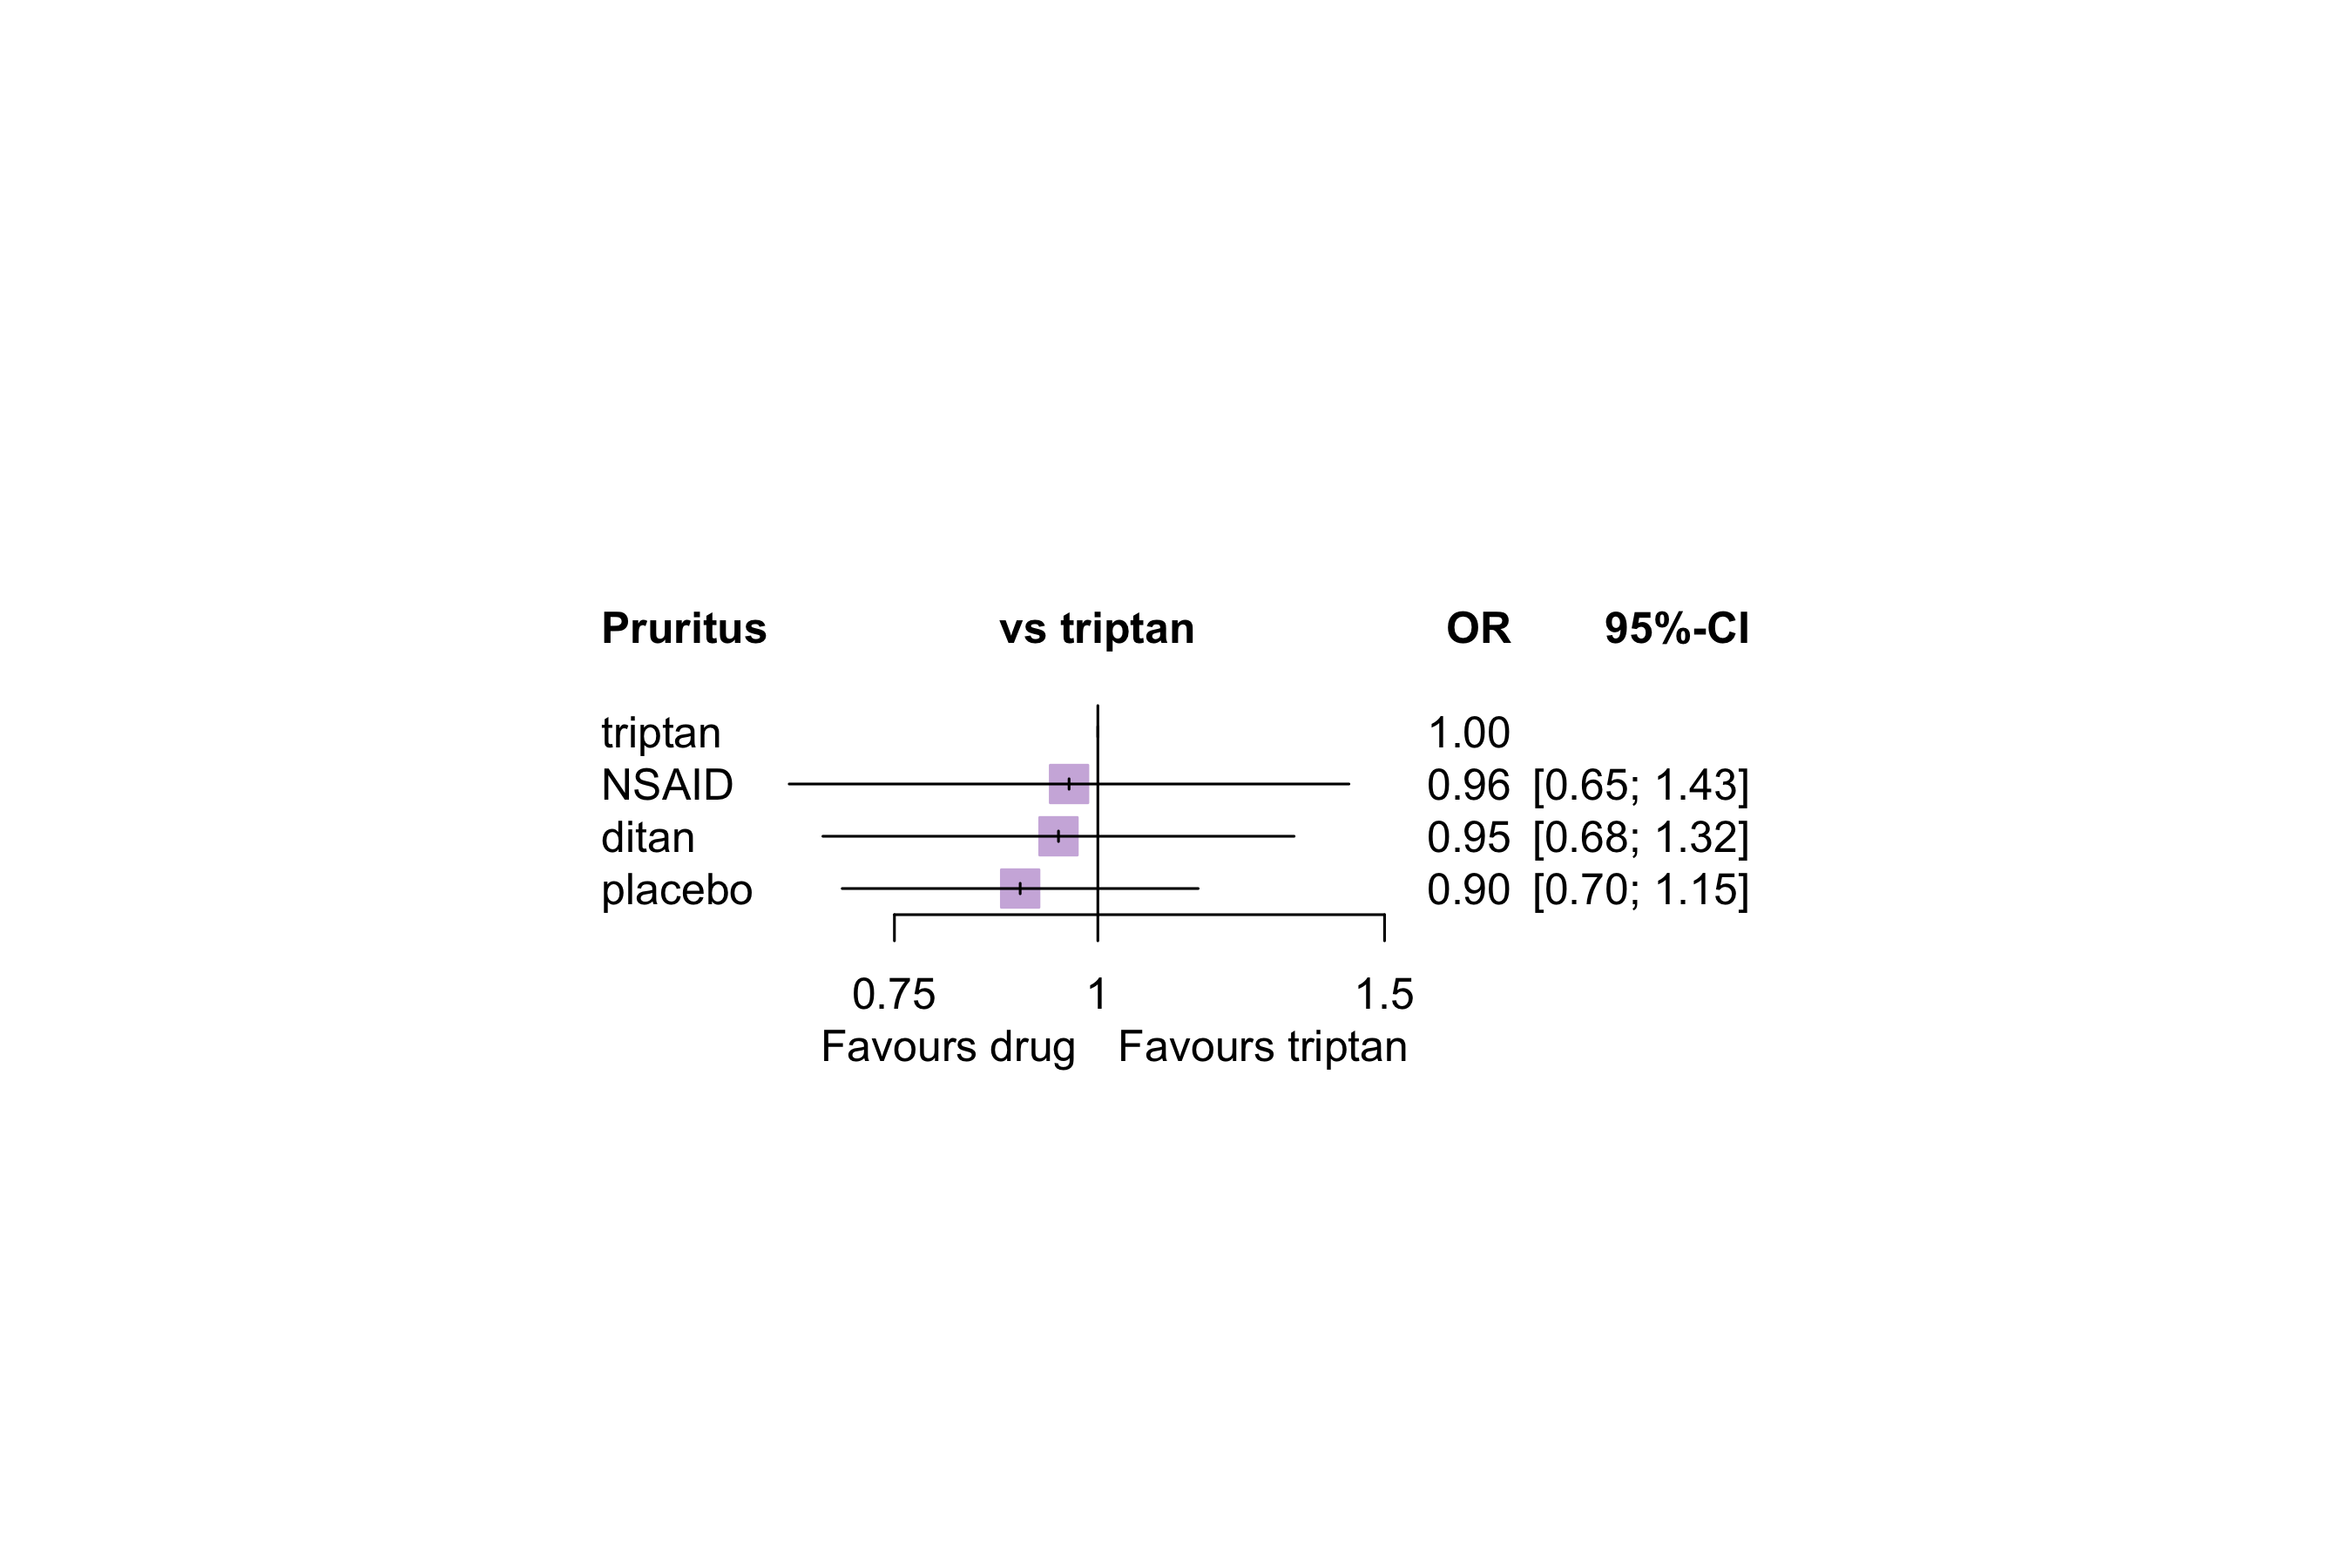 Pruritus vs triptan OR 95%-CI
triptan 1.00
NSAID 0.96 [0.65; 1.43]
ditan 0.95 [0.68; 1.32]
placebo 0.90 [0.70; 1.15]
0.75 1 1.5
Favours drug Favours triptan